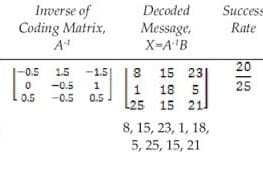 Inverse of Decoded Success
Coding Matrix, Message, Rate
A⁻¹ X=A⁻¹B
-0.5 1.5 -1.5 8 15 23 20
0 -0.5 1 1 18 5 25
0.5 -0.5 0.5 25 15 21
8, 15, 23, 1, 18,
5, 25, 15, 21